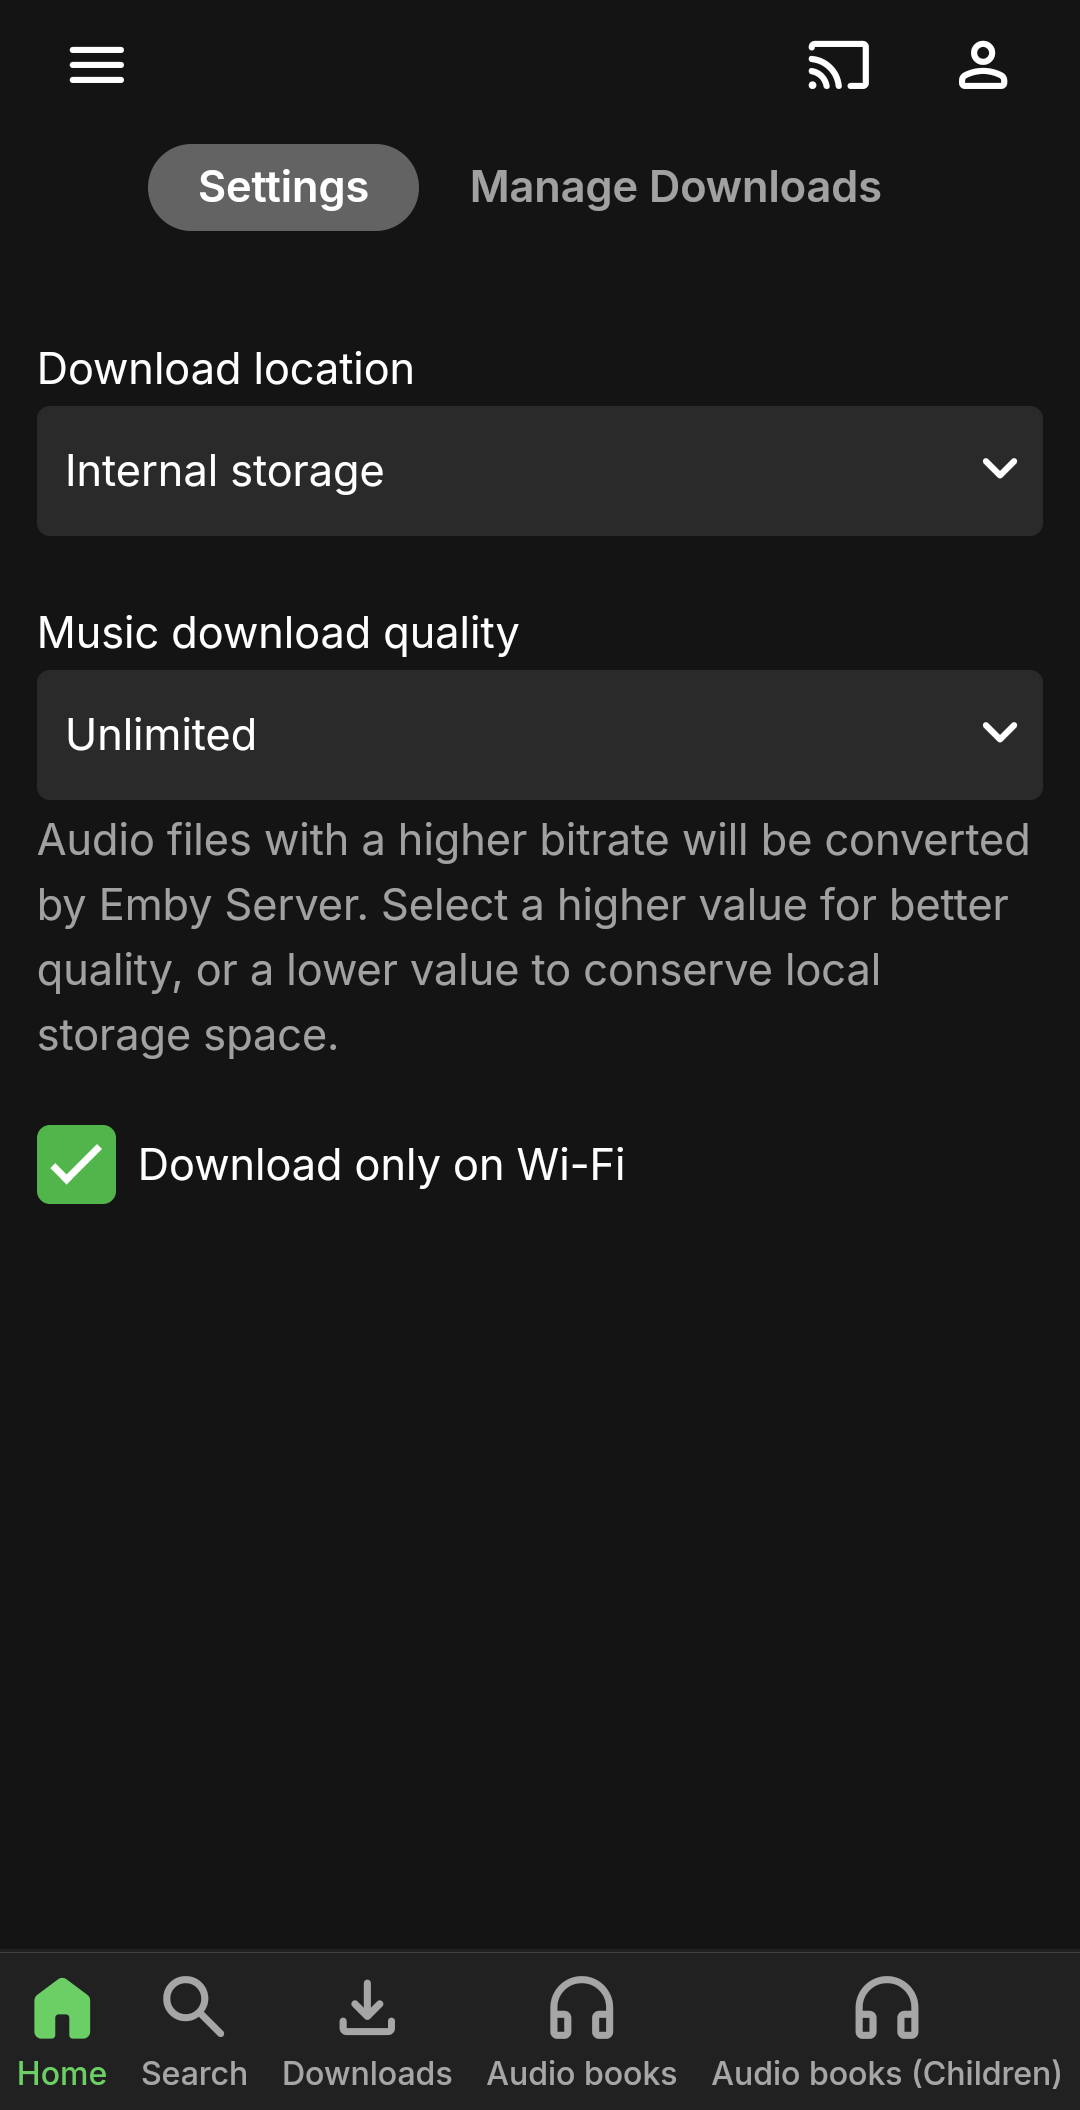 Settings
Manage Downloads
Download location
Internal storage
Music download quality
Unlimited
Audio files with a higher bitrate will be converted
by Emby Server. Select a higher value for better
quality, or a lower value to conserve local
storage space.
Download only on Wi-Fi
Home
Search
Downloads
Audio books
Audio books (Children)